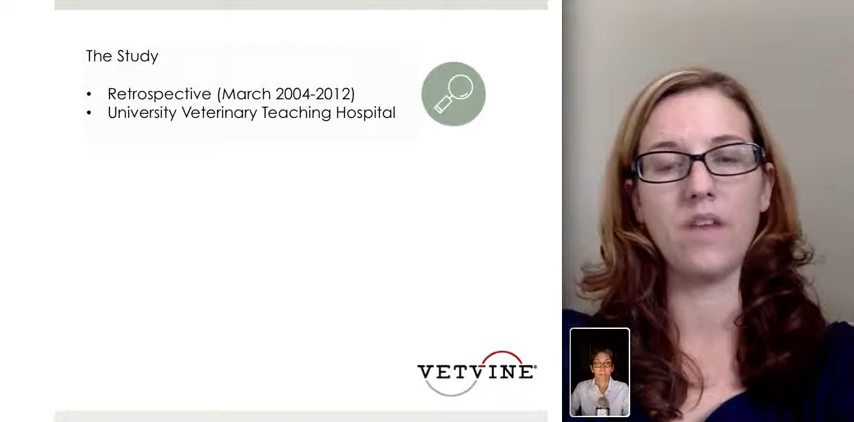 The Study
• Retrospective (March 2004-2012)
• University Veterinary Teaching Hospital
VETVINE®